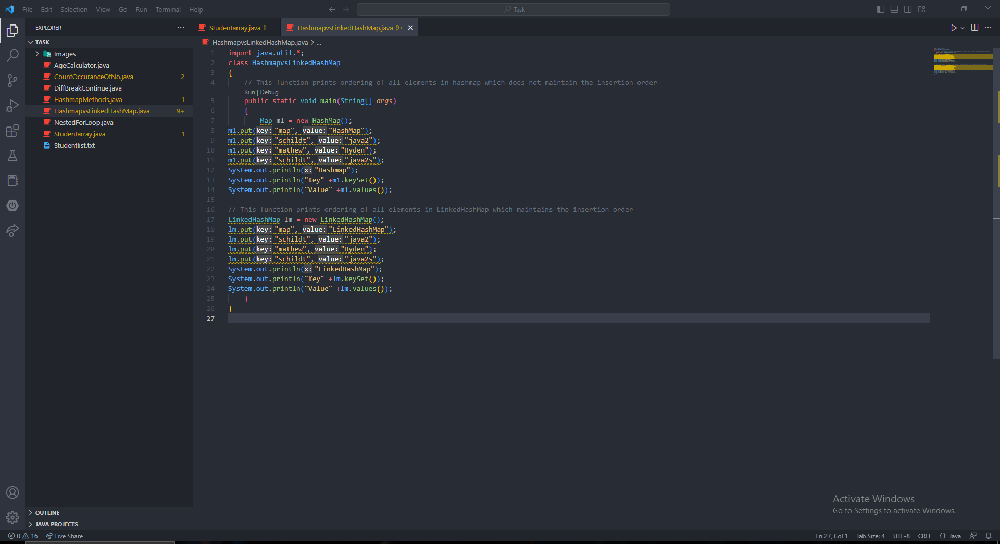 File Edit Selection View Go Run Terminal Help
Task
EXPLORER
TASK
Images
AgeCalculator.java
CountOccuranceOfNo.java 2
DiffBreakContinue.java
HashmapMethods.java 1
HashmapvsLinkedHashMap.java 9+
NestedForLoop.java
Studentarray.java 1
Studentlist.txt
OUTLINE
JAVA PROJECTS
Studentarray.java 1 HashmapvsLinkedHashMap.java 9+
HashmapvsLinkedHashMap.java > ...
1 import java.util.*;
2 class HashmapvsLinkedHashMap
3 {
4 // This function prints ordering of all elements in hashmap which does not maintain the insertion order
Run | Debug
5 public static void main(String[] args)
6 {
7 Map m1 = new HashMap();
8 m1.put(key: "map", value: "HashMap");
9 m1.put(key: "schildt", value: "java2");
10 m1.put(key: "mathew", value: "Hyden");
11 m1.put(key: "schildt", value: "java2s");
12 System.out.println(x: "Hashmap");
13 System.out.println("Key" +m1.keySet());
14 System.out.println("Value" +m1.values());
15
16 // This function prints ordering of all elements in LinkedHashMap which maintains the insertion order
17 LinkedHashMap lm = new LinkedHashMap();
18 lm.put(key: "map", value: "LinkedHashMap");
19 lm.put(key: "schildt", value: "java2");
20 lm.put(key: "mathew", value: "Hyden");
21 lm.put(key: "schildt", value: "java2s");
22 System.out.println(x: "LinkedHashMap");
23 System.out.println("Key" +lm.keySet());
24 System.out.println("Value" +lm.values());
25 }
26 }
27
Activate Windows
Go to Settings to activate Windows.
0 16 Live Share Ln 27, Col 1 Tab Size: 4 UTF-8 CRLF {} Java